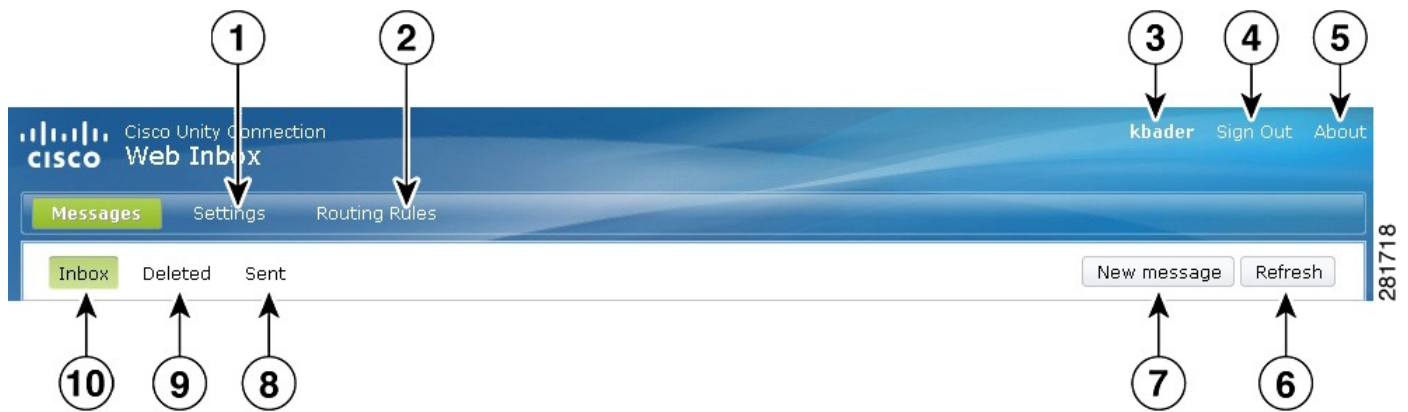 1 2 3 4 5
Cisco Unity Connection
CISCO Web Inbox
kbader Sign Out About
Messages Settings Routing Rules
Inbox Deleted Sent New message Refresh
281718
10 9 8 7 6